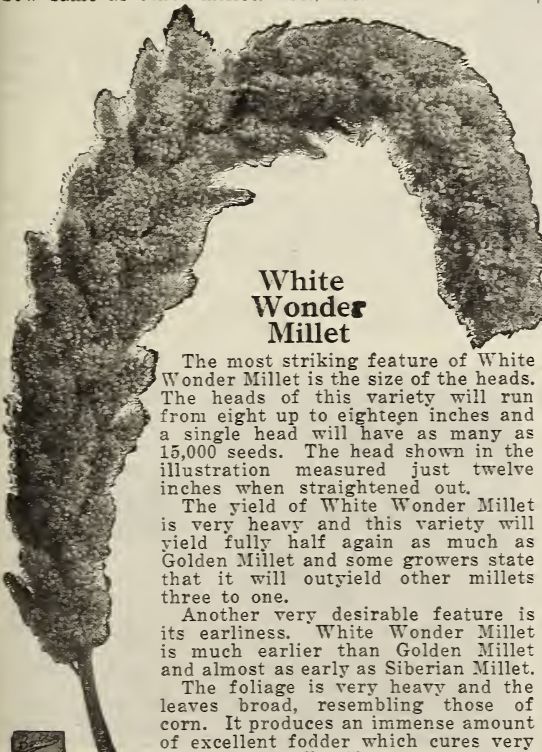 White
Wonder
Millet
The most striking feature of White
Wonder Millet is the size of the heads.
The heads of this variety will run
from eight up to eighteen inches and
a single head will have as many as
15,000 seeds. The head shown in the
illustration measured just twelve
inches when straightened out.
The yield of White Wonder Millet
is very heavy and this variety will
yield fully half again as much as
Golden Millet and some growers state
that it will outyield other millets
three to one.
Another very desirable feature is
its earliness. White Wonder Millet
is much earlier than Golden Millet
and almost as early as Siberian Millet.
The foliage is very heavy and the
leaves broad, resembling those of
corn. It produces an immense amount
of excellent fodder which cures very